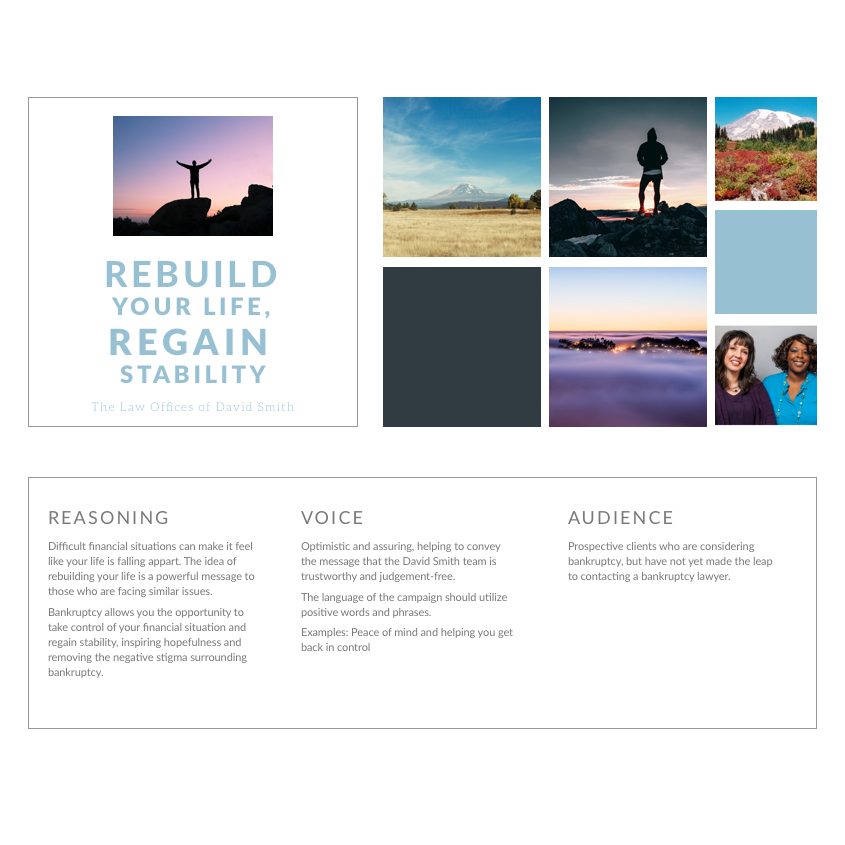 REBUILD
YOUR LIFE,
REGAIN
STABILITY
The Law Offices of David Smith
REASONING
Difficult financial situations can make it feel
like your life is falling appart. The idea of
rebuilding your life is a powerful message to
those who are facing similar issues.
Bankruptcy allows you the opportunity to
take control of your financial situation and
regain stability, inspiring hopefulness and
removing the negative stigma surrounding
bankruptcy.
VOICE
Optimistic and assuring, helping to convey
the message that the David Smith team is
trustworthy and judgement-free.
The language of the campaign should utilize
positive words and phrases.
Examples: Peace of mind and helping you get
back in control
AUDIENCE
Prospective clients who are considering
bankruptcy, but have not yet made the leap
to contacting a bankruptcy lawyer.